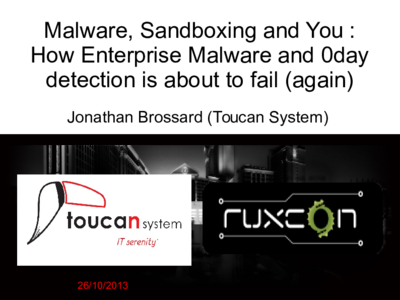 Malware, Sandboxing and You :
How Enterprise Malware and 0day
detection is about to fail (again)
Jonathan Brossard (Toucan System)
toucan system
IT serenity
ruxcon
26/10/2013